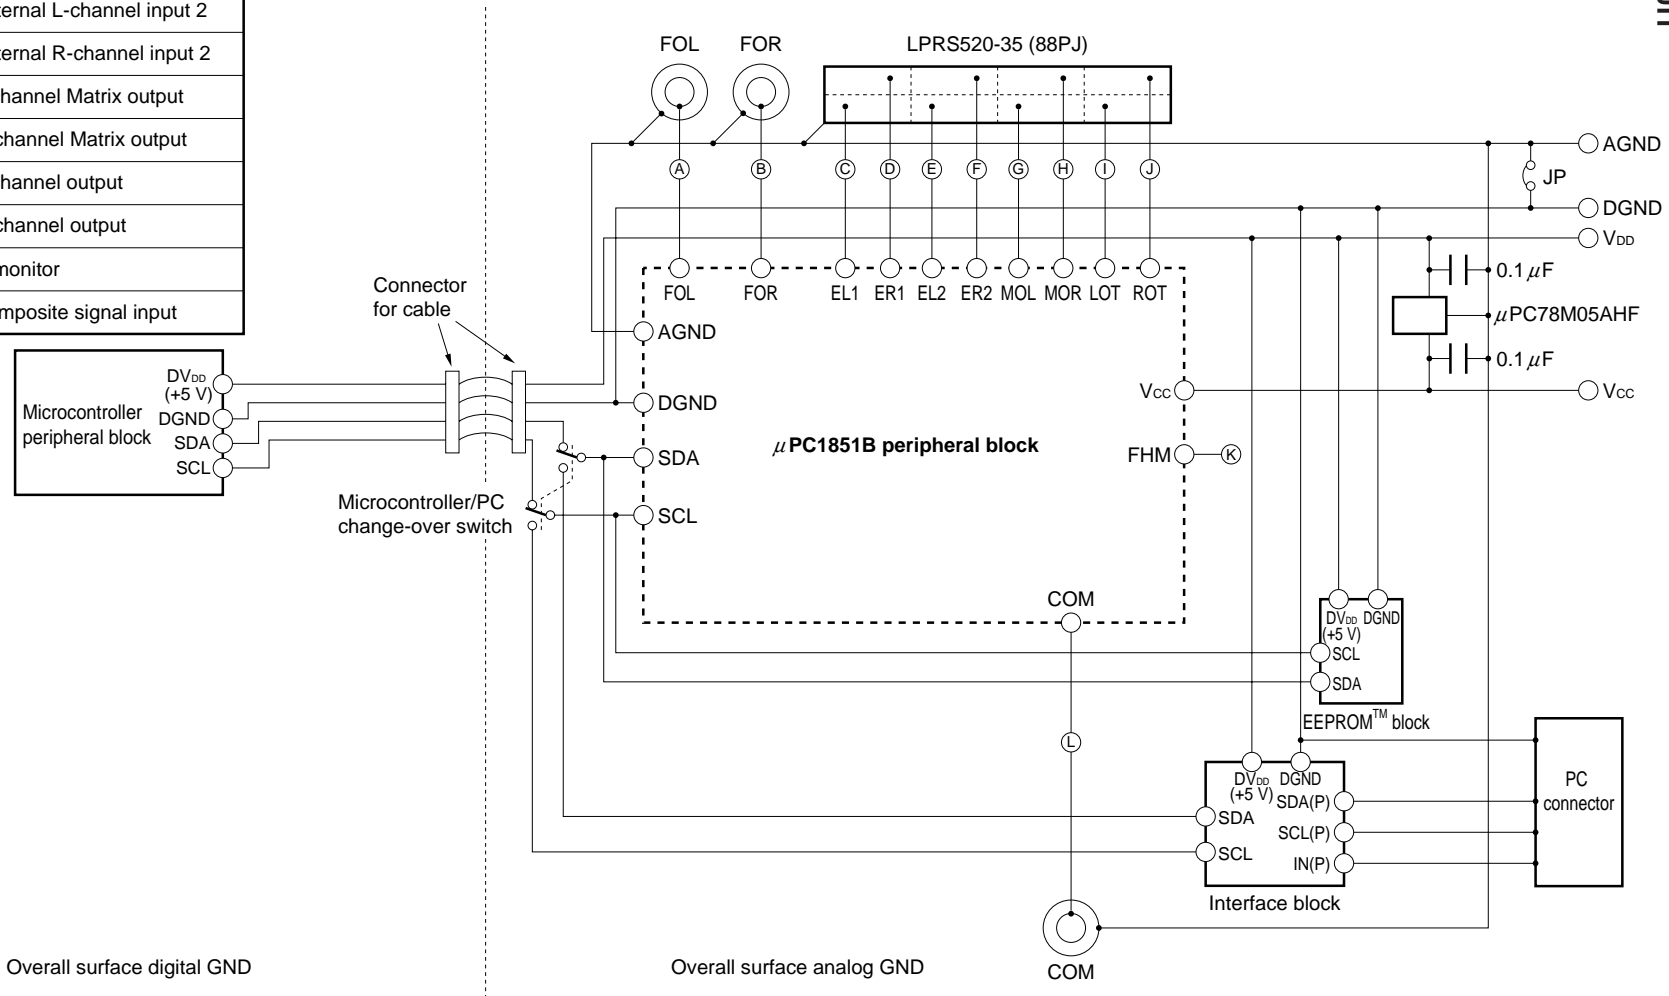 ternal L-channel input 2
ternal R-channel input 2
hannel Matrix output
channel Matrix output
hannel output
channel output
monitor
mposite signal input
FOL
FOR
LPRS520-35 (88PJ)
A
B
C
D
E
F
G
H
I
J
AGND
JP
DGND
VDD
0.1 µF
µPC78M05AHF
0.1 µF
VCC
Connector
for cable
FOL
FOR
EL1
ER1
EL2
ER2
MOL
MOR
LOT
ROT
AGND
DGND
SDA
SCL
VCC
FHM
K
µPC1851B peripheral block
COM
Microcontroller
peripheral block
DVDD
(+5 V)
DGND
SDA
SCL
Microcontroller/PC
change-over switch
DVDD
(+5 V)
DGND
SCL
SDA
EEPROM™ block
L
DVDD
(+5 V)
DGND
SDA
SCL
SDA(P)
SCL(P)
IN(P)
Interface block
PC
connector
COM
Overall surface digital GND
Overall surface analog GND